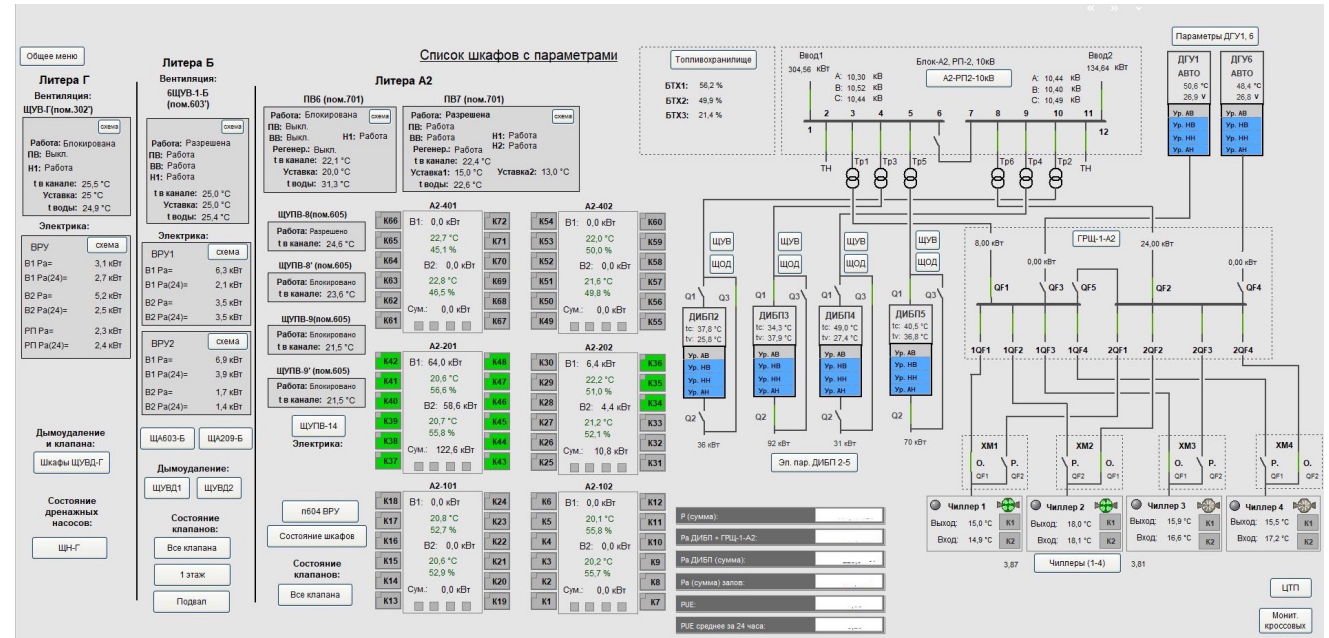 Общее меню
Литера Г
Вентиляция:
ЩУВ-Г(пом.302')
схема
Работа: Блокирована
ПВ: Выкл.
Н1: Работа
t в канале: 25,5 °C
Уставка: 25 °C
t воды: 24,9 °C
Электрика:
ВРУ схема
В1 Pa= 3,1 кВт
В1 Pa(24)= 2,7 кВт
В2 Pa= 5,2 кВт
В2 Pa(24)= 2,5 кВт
РП Pa= 2,3 кВт
РП Pa(24)= 2,4 кВт
Дымоудаление
и клапана:
Шкафы ЩУВД-Г
Состояние
дренажных
насосов:
ЩН-Г
Литера Б
Вентиляция:
6ЩУВ-1-Б
(пом.603')
схема
Работа: Разрешена
ПВ: Работа
ВВ: Работа
Н1: Работа
t в канале: 25,0 °C
Уставка: 25,0 °C
t воды: 25,4 °C
Электрика:
ВРУ1 схема
В1 Pa= 6,3 кВт
В1 Pa(24)= 2,1 кВт
В2 Pa= 3,5 кВт
В2 Pa(24)= 3,5 кВт
ВРУ2 схема
В1 Pa= 6,9 кВт
В1 Pa(24)= 3,9 кВт
В2 Pa= 1,7 кВт
В2 Pa(24)= 1,4 кВт
ЩА603-Б ЩА209-Б
Дымоудаление:
ЩУВД1 ЩУВД2
Состояние
клапанов:
Все клапана
1 этаж
Подвал
Список шкафов с параметрами
Литера А2
ПВ6 (пом.701)
Работа: Блокирована схема
ПВ: Выкл.
ВВ: Выкл. Н1: Работа
Регенер.: Выкл.
t в канале: 22,1 °C
Уставка: 20,0 °C
t воды: 31,3 °C
ПВ7 (пом.701)
Работа: Разрешена схема
ПВ: Работа
ВВ: Работа Н1: Работа
Регенер.: Работа Н2: Работа
t в канале: 22,4 °C
Уставка1: 15,0 °C Уставка2: 13,0 °C
t воды: 22,6 °C
ЩУПВ-8(пом.605)
Работа: Разрешено
t в канале: 24,6 °C
ЩУПВ-8' (пом.605)
Работа: Блокировано
t в канале: 23,6 °C
ЩУПВ-9(пом.605)
Работа: Блокировано
t в канале: 21,5 °C
ЩУПВ-9' (пом.605)
Работа: Блокировано
t в канале: 21,5 °C
ЩУПВ-14
Электрика:
п604 ВРУ
Состояние шкафов
Состояние
клапанов:
Все клапана
А2-401
K66 В1: 0,0 кВт K72
K65 22,7 °C K71
45,1 %
K64 В2: 0,0 кВт K70
K63 22,8 °C K69
46,5 %
K62 K68
Сум.: 0,0 кВт
K61 K67
А2-402
K54 В1: 0,0 кВт K60
K53 22,0 °C K59
50,0 %
K52 В2: 0,0 кВт K58
K51 21,6 °C K57
49,8 %
K50 K56
Сум.: 0,0 кВт
K49 K55
А2-201
K42 В1: 64,0 кВт K48
K41 20,6 °C K47
56,6 %
K40 В2: 58,6 кВт K46
K39 20,7 °C K45
55,8 %
K38 K44
Сум.: 122,6 кВт
K37 K43
А2-202
K30 В1: 6,4 кВт K36
K29 22,2 °C K35
51,0 %
K28 В2: 4,4 кВт K34
K27 21,2 °C K33
52,1 %
K26 K32
Сум.: 10,8 кВт
K25 K31
А2-101
K18 В1: 0,0 кВт K24
K17 20,8 °C K23
52,7 %
K16 В2: 0,0 кВт K22
K15 20,6 °C K21
52,9 %
K14 K20
Сум.: 0,0 кВт
K13 K19
А2-102
K6 В1: 0,0 кВт K12
K5 20,1 °C K11
55,8 %
K4 В2: 0,0 кВт K10
K3 20,2 °C K9
55,7 %
K2 K8
Сум.: 0,0 кВт
K1 K7
Топливохранилище
БТХ1: 56,2 %
БТХ2: 49,9 %
БТХ3: 21,4 %
Ввод1 Блок-А2, РП-2, 10кВ Ввод2
304,56 кВт А2-РП2-10кВ 134,64 кВт
A: 10,30 кВ A: 10,44 кВ
B: 10,52 кВ B: 10,40 кВ
C: 10,44 кВ C: 10,49 кВ
1 2 3 4 5 6 7 8 9 10 11 12
ТН Тр1 Тр3 Тр5 Тр6 Тр4 Тр2 ТН
Параметры ДГУ1, 6
ДГУ1
АВТО
50,6 °C
26,9 V
Ур. АВ
Ур. НВ
Ур. НН
Ур. АН
ДГУ6
АВТО
48,4 °C
26,8 V
Ур. АВ
Ур. НВ
Ур. НН
Ур. АН
ЩУВ ЩУВ ЩУВ ЩУВ
ЩОД ЩОД ЩОД ЩОД
Q1 Q3 Q1 Q3 Q1 Q3 Q1 Q3
ДИБП2
tc: 37,8 °C
tv: 25,8 °C
Ур. АВ
Ур. НВ
Ур. НН
Ур. АН
Q2
36 кВт
ДИБП3
tc: 34,3 °C
tv: 37,9 °C
Ур. АВ
Ур. НВ
Ур. НН
Ур. АН
Q2
92 кВт
ДИБП4
tc: 49,0 °C
tv: 27,4 °C
Ур. АВ
Ур. НВ
Ур. НН
Ур. АН
Q2
31 кВт
ДИБП5
tc: 40,5 °C
tv: 36,8 °C
Ур. АВ
Ур. НВ
Ур. НН
Ур. АН
Q2
70 кВт
Эл. пар. ДИБП 2-5
8,00 кВт ГРЩ-1-А2 24,00 кВт
0,00 кВт 0,00 кВт
QF1 QF3 QF5 QF2 QF4
1QF1 1QF2 1QF3 1QF4 2QF1 2QF2 2QF3 2QF4
ХМ1 ХМ2 ХМ3 ХМ4
О. Р. Р. О. О. Р. Р. О.
QF1 QF2 QF2 QF1 QF1 QF2 QF2 QF1
Чиллер 1
Выход: 15,0 °C K1
Вход: 14,9 °C K2
Чиллер 2
Выход: 18,0 °C K1
Вход: 18,1 °C K2
Чиллер 3
Выход: 15,9 °C K1
Вход: 16,6 °C K2
Чиллер 4
Выход: 15,5 °C K1
Вход: 17,2 °C K2
3,87 Чиллеры (1-4) 3,81
P (сумма):
Pa ДИБП + ГРЩ-1-А2:
Pa ДИБП (сумма):
Pa (сумма) залов:
PUE:
PUE среднее за 24 часа:
ЦТП
Монит.
кроссовых